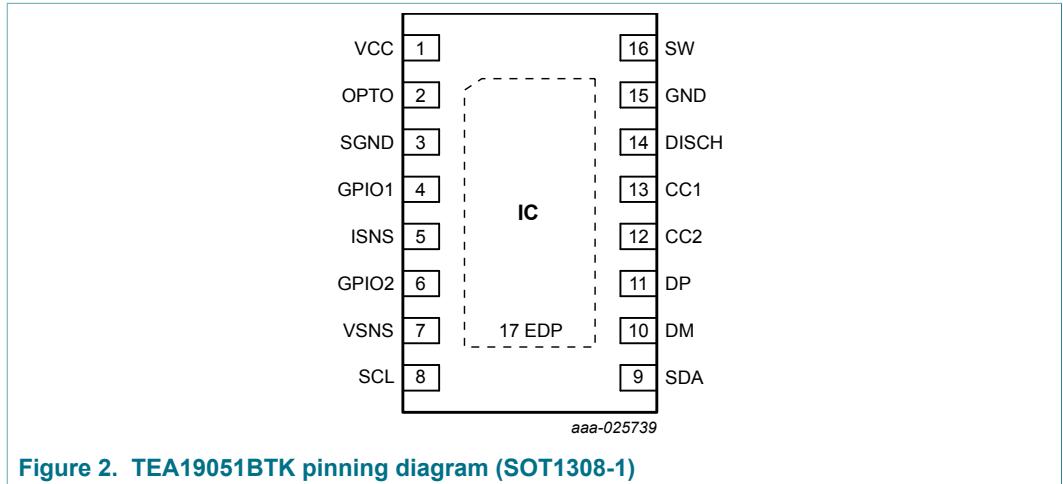 VCC 1 16 SW
OPTO 2 15 GND
SGND 3 14 DISCH
GPIO1 4 13 CC1
IC
ISNS 5 12 CC2
GPIO2 6 11 DP
VSNS 7 17 EDP 10 DM
SCL 8 9 SDA
aaa-025739
Figure 2. TEA19051BTK pinning diagram (SOT1308-1)